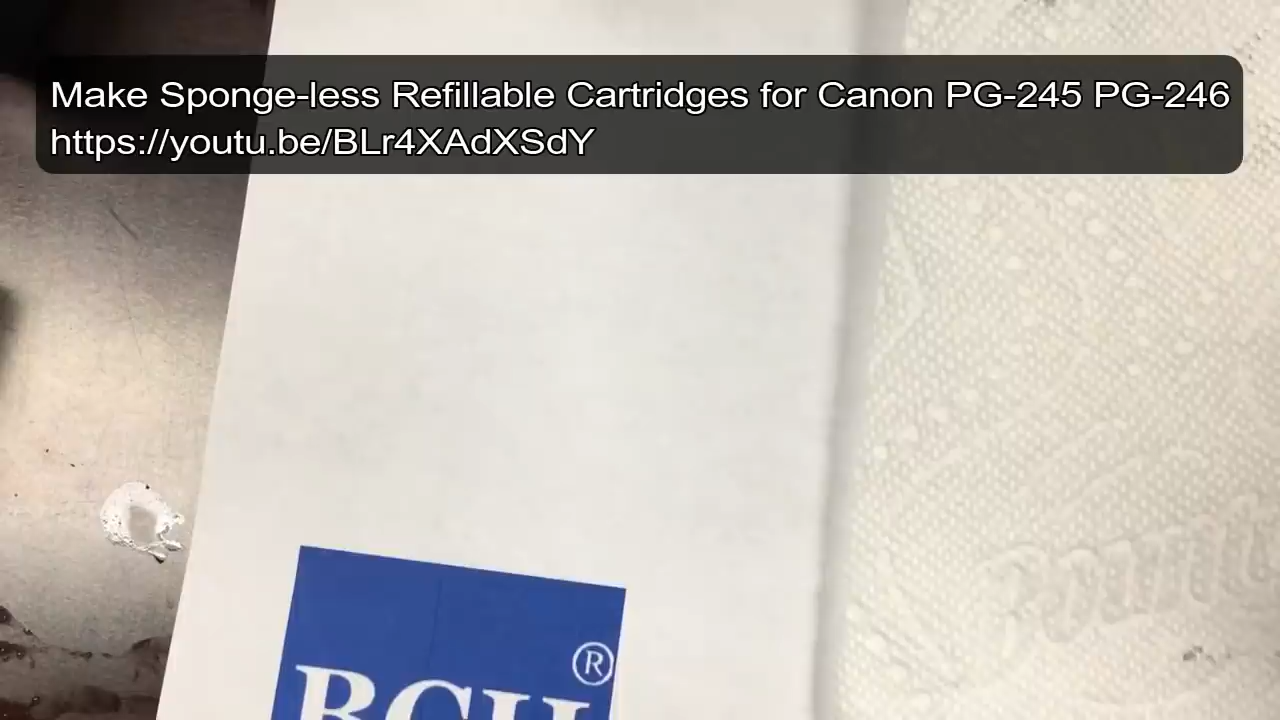 Make Sponge-less Refillable Cartridges for Canon PG-245 PG-246
https://youtu.be/BLr4XAdXSdY
®